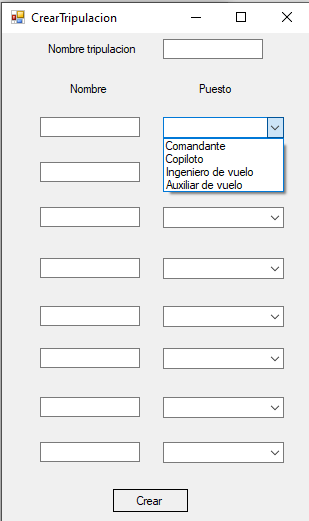 CrearTripulacion
Nombre tripulacion
Nombre Puesto
Comandante
Copiloto
Ingeniero de vuelo
Auxiliar de vuelo
Crear